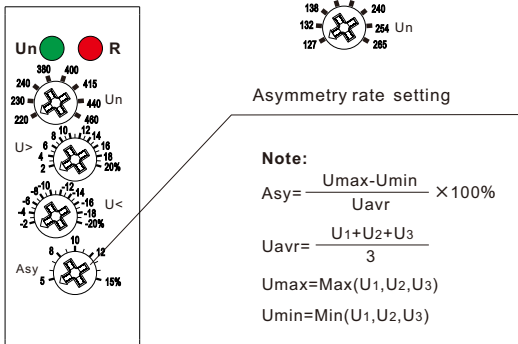 138 240
132 254 Un
127 265
Un R
380 400
240 415
230 440 Un
220 460
U>
8 10 12 14
6 16
4 18
2 20%
U<
-8 -10 -12 -14
-6 -16
-4 -18
-2 -20%
Asy
8 10 12
5 15%
Asymmetry rate setting
Note:
Asy= Umax-Umin ×100%
Uavr
Uavr= U1+U2+U3
3
Umax=Max(U1,U2,U3)
Umin=Min(U1,U2,U3)